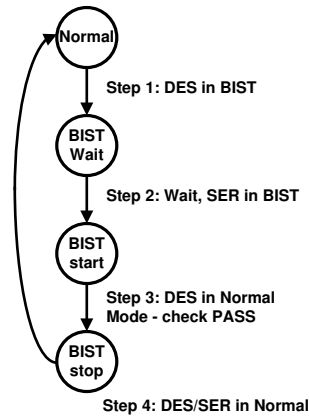 Normal
Step 1: DES in BIST
BIST
Wait
Step 2: Wait, SER in BIST
BIST
start
Step 3: DES in Normal
Mode - check PASS
BIST
stop
Step 4: DES/SER in Normal